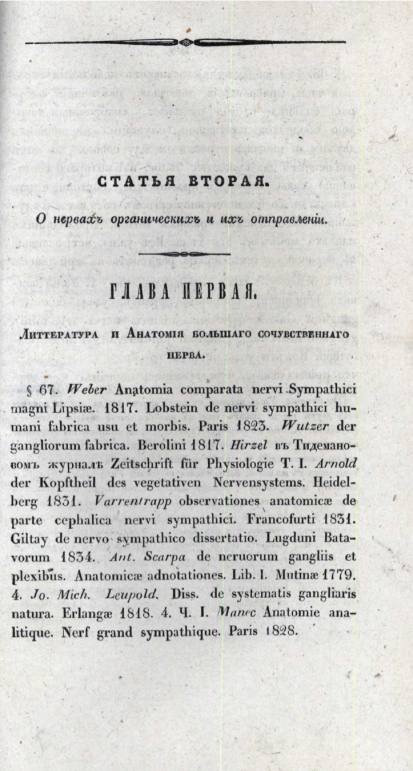 СТАТЬЯ ВТОРАЯ.
О нервахъ органическихъ и ихъ отправленіи.
ГЛАВА ПЕРВАЯ.
Литтература и Анатомія большаго сочувственнаго
нерва.
§ 67. Weber Anatomia comparata nervi Sympathici
magni Lipsiæ. 1817. Lobstein de nervi sympathici hu-
mani fabrica usu et morbis. Paris 1823. Wutzer der
gangliorum fabrica. Berolini 1817. Hirzel въ Тидемано-
вомъ журналѣ Zeitschrift für Physiologie T. I. Arnold
der Kopftheil des vegetativen Nervensystems. Heidel-
berg 1831. Varrentrapp observationes anatomicæ de
parte cephalica nervi sympathici. Francofurti 1831.
Giltay de nervo sympathico dissertatio. Lugduni Bata-
vorum 1834. Ant. Scarpa de neruorum gangliis et
plexibus. Anatomicæ adnotationes. Lib. I. Mutinæ 1779.
4. Jo. Mich. Leupold. Diss. de systematis gangliaris
natura. Erlangæ 1818. 4. Ч. I. Manec Anatomie ana-
litique. Nerf grand sympathique. Paris 1828.